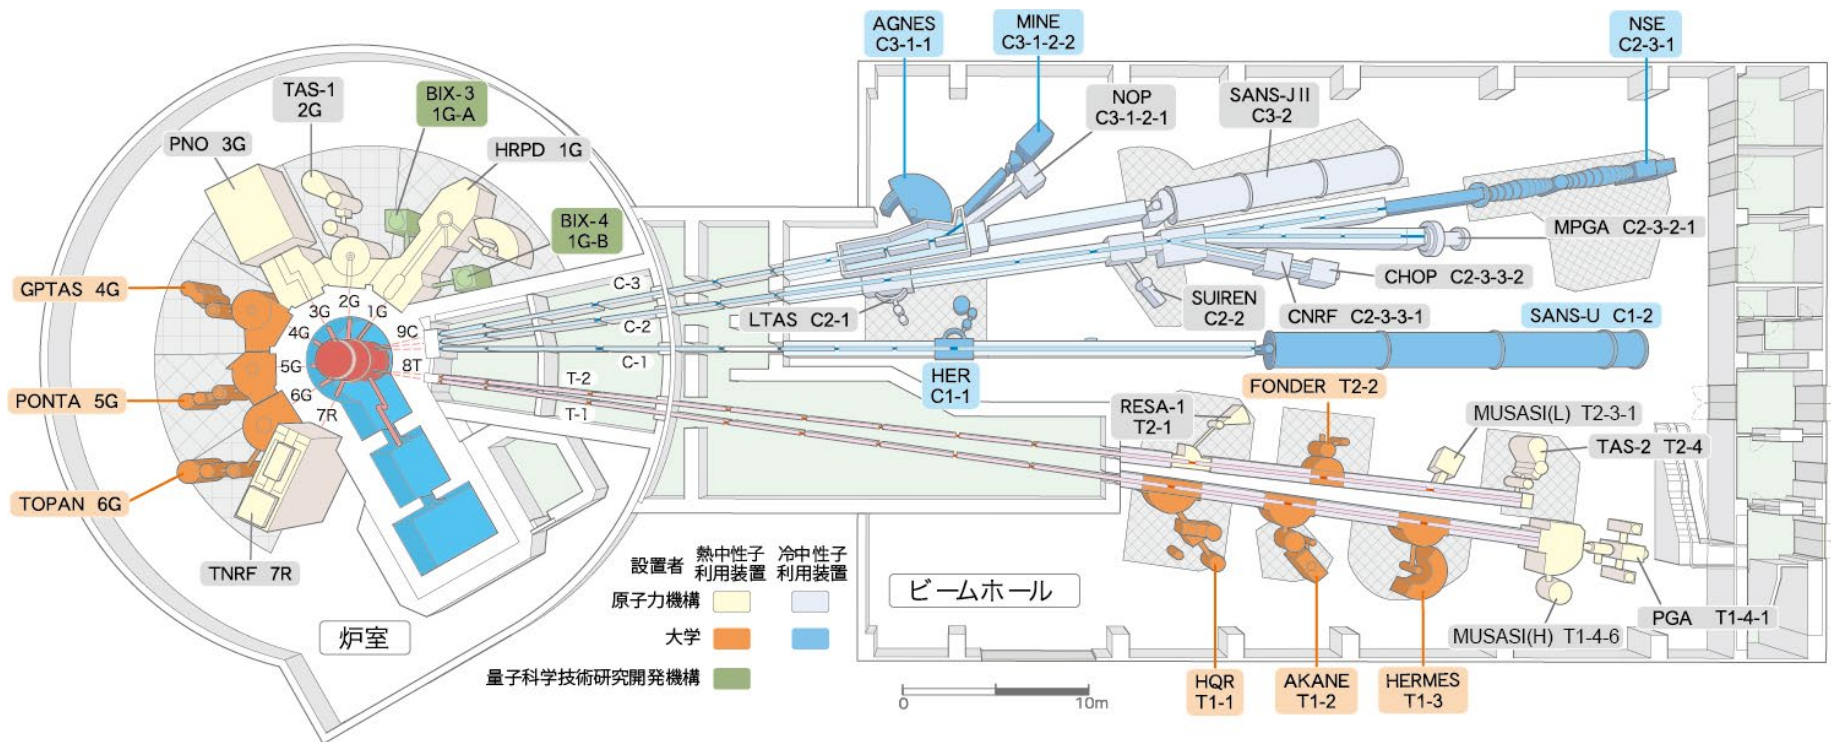 AGNES
C3-1-1
MINE
C3-1-2-2
NSE
C2-3-1
TAS-1
2G
BIX-3
1G-A
NOP
C3-1-2-1
SANS-J II
C3-2
PNO 3G
HRPD 1G
BIX-4
1G-B
MPGA C2-3-2-1
CHOP C2-3-3-2
GPTAS 4G
C-3
SUIREN
C2-2
2G
3G
1G
4G
9C
LTAS C2-1
C-2
CNRF C2-3-3-1
SANS-U C1-2
5G
8T
C-1
HER
C1-1
T-2
6G
PONTA 5G
7R
T-1
FONDER T2-2
RESA-1
T2-1
MUSASI(L) T2-3-1
TAS-2 T2-4
TOPAN 6G
TNRF 7R
設置者
熱中性子
利用装置
冷中性子
利用装置
原子力機構
大学
量子科学技術研究開発機構
炉室
ビームホール
PGA T1-4-1
MUSASI(H) T1-4-6
HQR
T1-1
AKANE
T1-2
HERMES
T1-3
0
10m